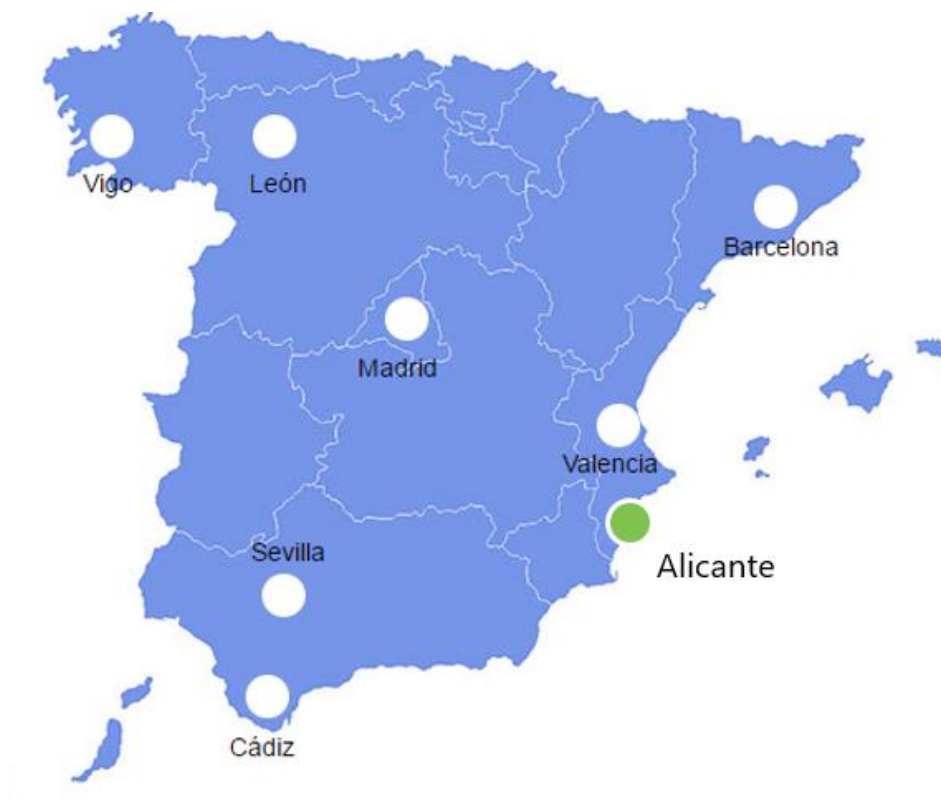 Vigo
León
Barcelona
Madrid
Valencia
Sevilla
Alicante
Cádiz